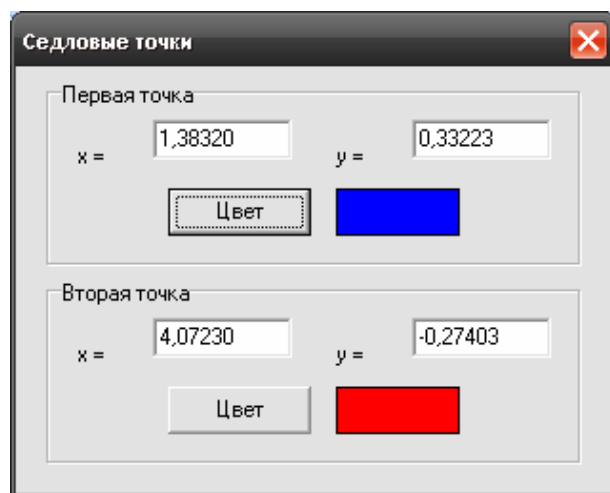 Седловые точки
Первая точка
x = 1,38320 y = 0,33223
Цвет
Вторая точка
x = 4,07230 y = -0,27403
Цвет